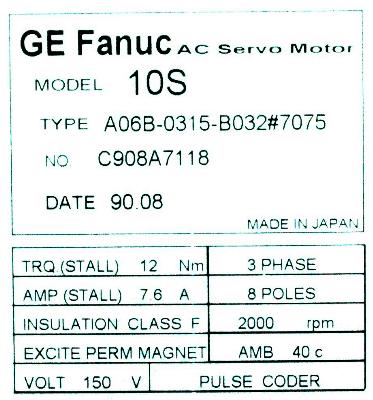 GE Fanuc AC Servo Motor
MODEL 10S
TYPE A06B-0315-B032#7075
NO C908A7118
DATE 90.08
MADE IN JAPAN
TRQ.(STALL) 12 Nm 3 PHASE
AMP (STALL) 7.6 A 8 POLES
INSULATION CLASS F 2000 rpm
EXCITE PERM MAGNET AMB 40 c
VOLT 150 V PULSE CODER